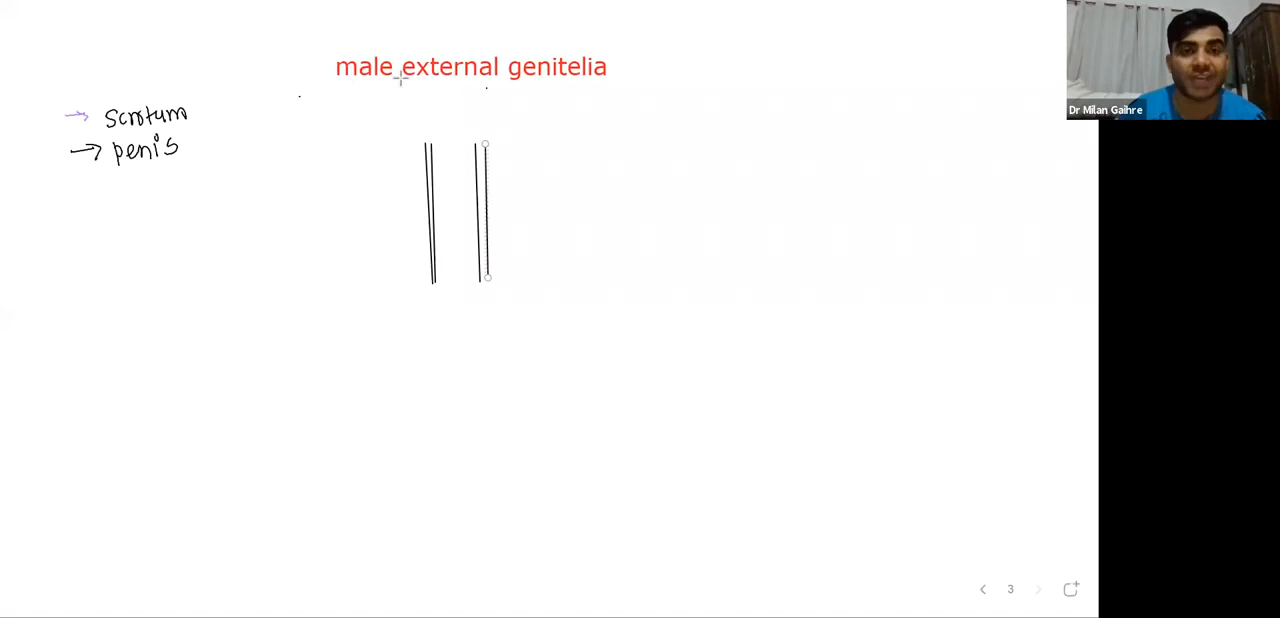 male external genitelia
Dr Milan Gaihre
→ scrotum
→ penis
3